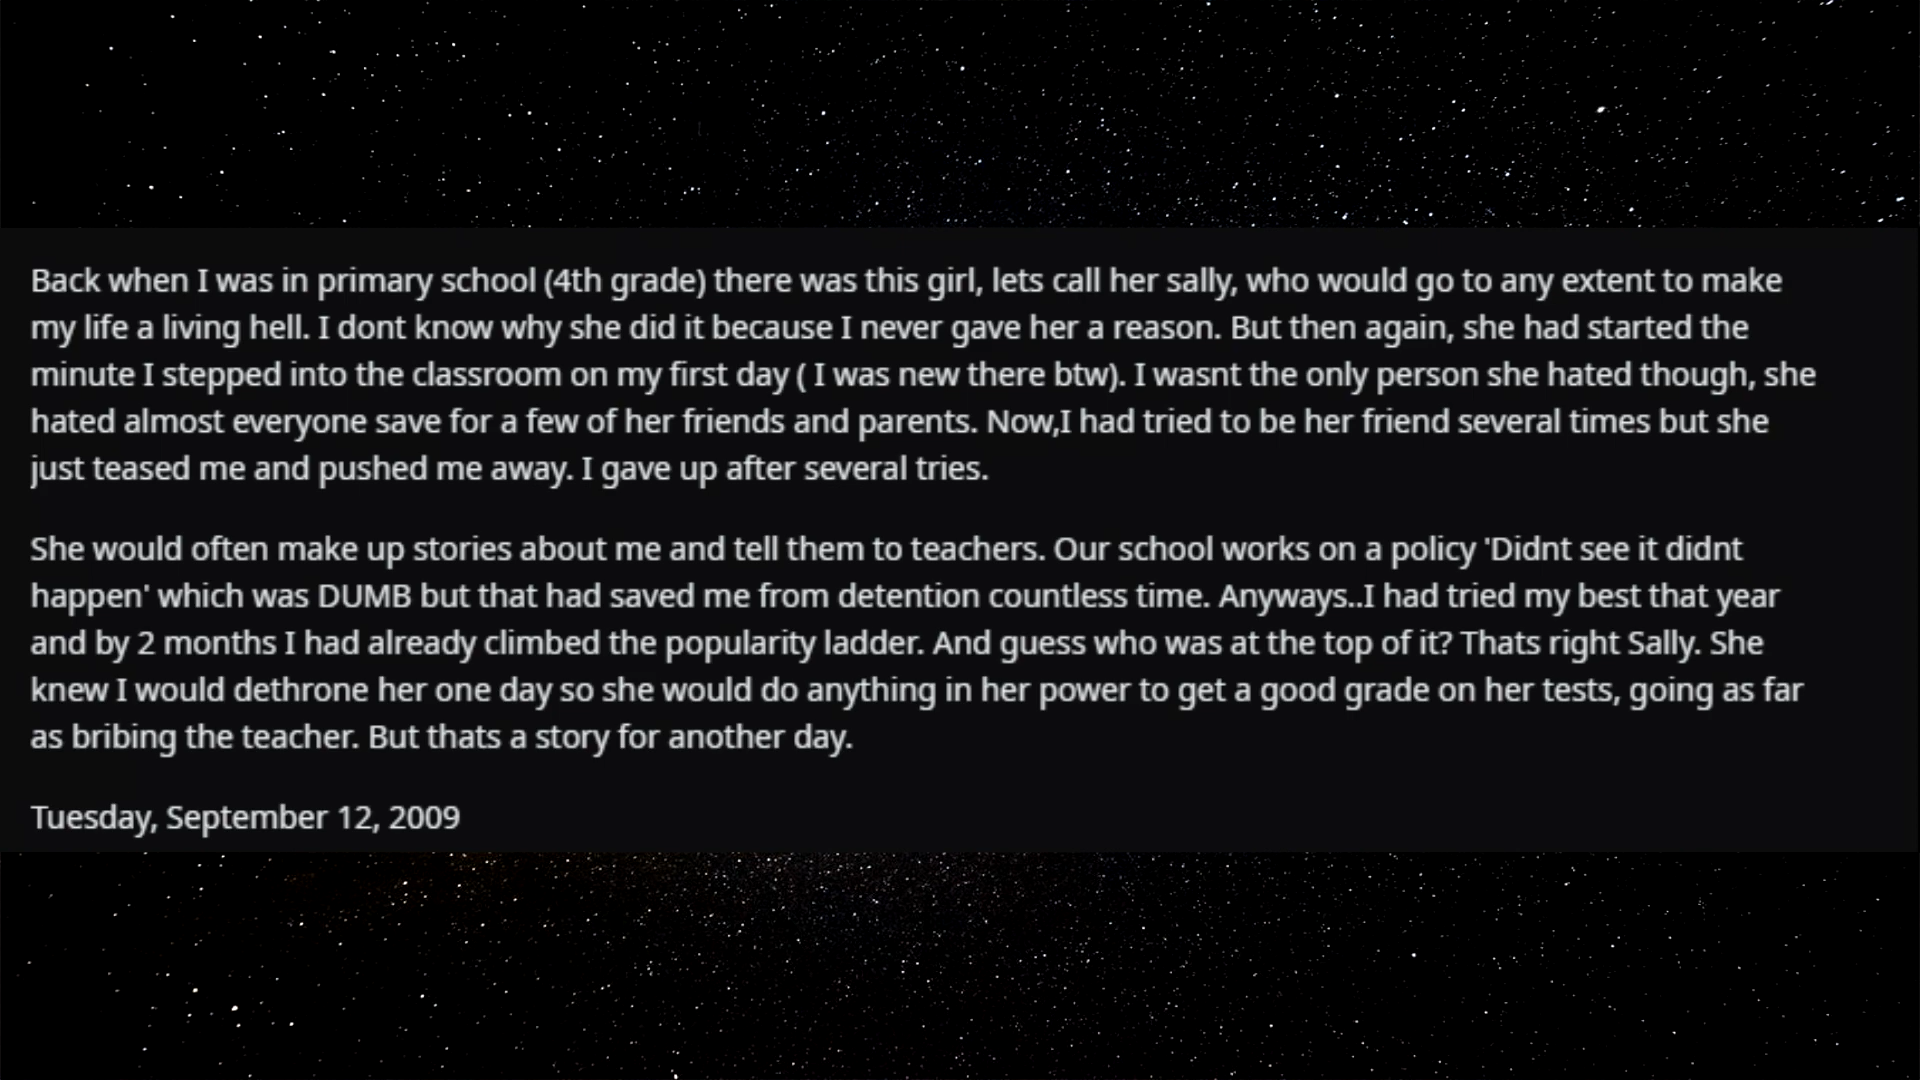 Back when I was in primary school (4th grade) there was this girl, lets call her sally, who would go to any extent to make
my life a living hell. I dont know why she did it because I never gave her a reason. But then again, she had started the
minute I stepped into the classroom on my first day ( I was new there btw). I wasnt the only person she hated though, she
hated almost everyone save for a few of her friends and parents. Now,I had tried to be her friend several times but she
just teased me and pushed me away. I gave up after several tries.
She would often make up stories about me and tell them to teachers. Our school works on a policy 'Didnt see it didnt
happen' which was DUMB but that had saved me from detention countless time. Anyways..I had tried my best that year
and by 2 months I had already climbed the popularity ladder. And guess who was at the top of it? Thats right Sally. She
knew I would dethrone her one day so she would do anything in her power to get a good grade on her tests, going as far
as bribing the teacher. But thats a story for another day.
Tuesday, September 12, 2009